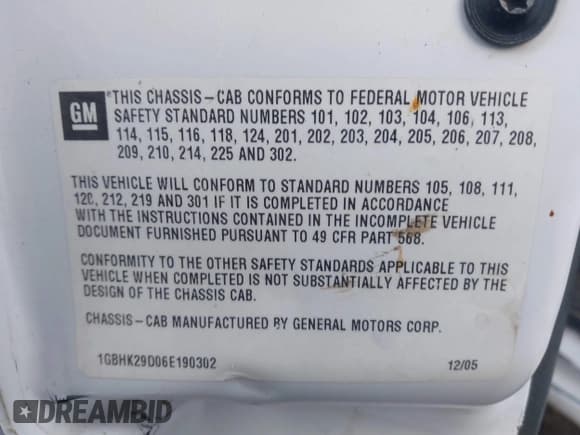 GM
*THIS CHASSIS – CAB CONFORMS TO FEDERAL MOTOR VEHICLE
SAFETY STANDARD NUMBERS 101, 102, 103, 104, 106, 113,
114, 115, 116, 118, 124, 201, 202, 203, 204, 205, 206, 207, 208,
209, 210, 214, 225 AND 302.
THIS VEHICLE WILL CONFORM TO STANDARD NUMBERS 105, 108, 111,
120, 212, 219 AND 301 IF IT IS COMPLETED IN ACCORDANCE
WITH THE INSTRUCTIONS CONTAINED IN THE INCOMPLETE VEHICLE
DOCUMENT FURNISHED PURSUANT TO 49 CFR PART 568.
CONFORMITY TO THE OTHER SAFETY STANDARDS APPLICABLE TO THIS
VEHICLE WHEN COMPLETED IS NOT SUBSTANTIALLY AFFECTED BY THE
DESIGN OF THE CHASSIS CAB.
CHASSIS – CAB MANUFACTURED BY GENERAL MOTORS CORP.
1GBHK29D06E190302 12/05
DREAMBID